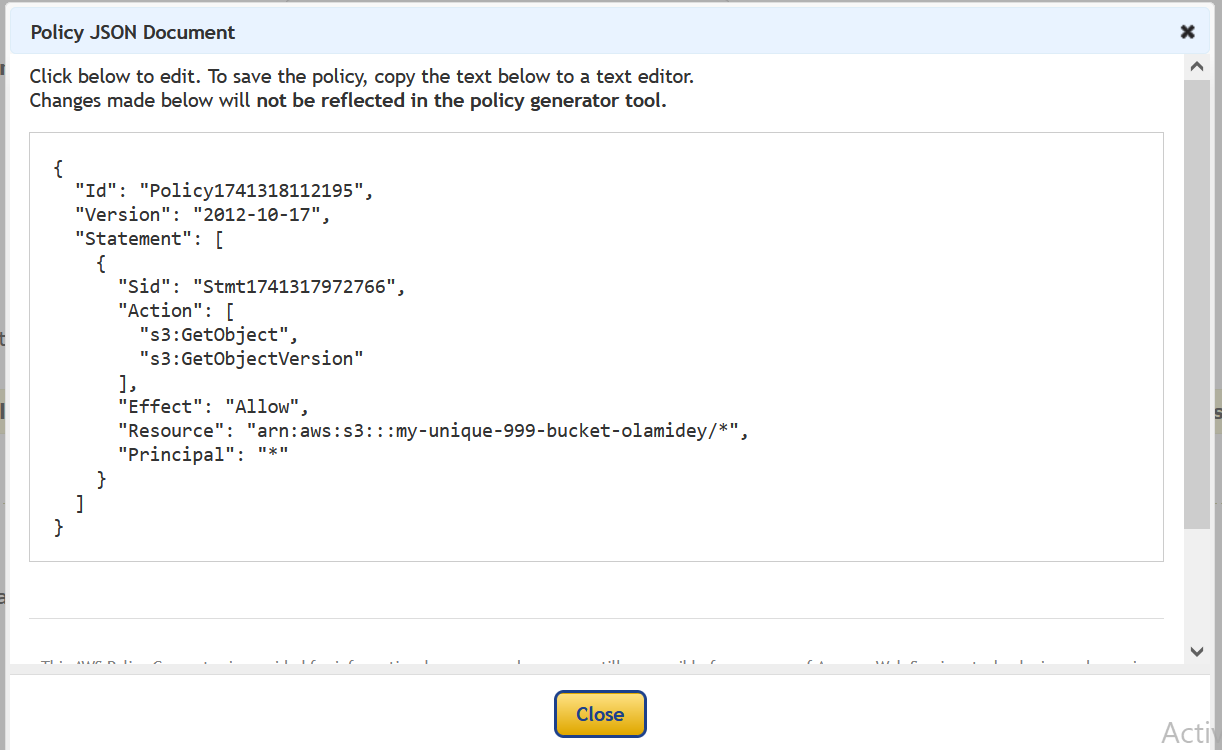 Policy JSON Document
Click below to edit. To save the policy, copy the text below to a text editor.
Changes made below will not be reflected in the policy generator tool.
{
"Id": "Policy1741318112195",
"Version": "2012-10-17",
"Statement": [
{
"Sid": "Stmt1741317972766",
"Action": [
"s3:GetObject",
"s3:GetObjectVersion"
],
"Effect": "Allow",
"Resource": "arn:aws:s3:::my-unique-999-bucket-olamidey/*",
"Principal": "*"
}
]
}
Close